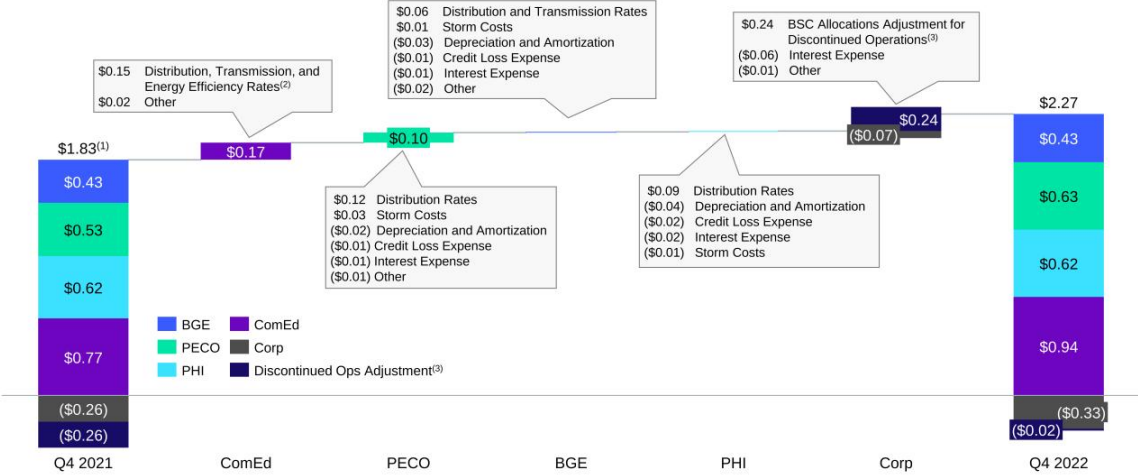 $0.06 Distribution and Transmission Rates
$0.01 Storm Costs
($0.03) Depreciation and Amortization
($0.01) Credit Loss Expense
($0.01) Interest Expense
($0.02) Other
$0.24 BSC Allocations Adjustment for
Discontinued Operations(3)
($0.06) Interest Expense
($0.01) Other
$0.15 Distribution, Transmission, and
Energy Efficiency Rates(2)
$0.02 Other
$1.83(1)
$0.43
$0.53
$0.62
$0.77
($0.26)
($0.26)
$0.17
$0.10
$0.24
($0.07)
$2.27
$0.43
$0.63
$0.62
$0.94
($0.33)
($0.02)
$0.12 Distribution Rates
$0.03 Storm Costs
($0.02) Depreciation and Amortization
($0.01) Credit Loss Expense
($0.01) Interest Expense
($0.01) Other
$0.09 Distribution Rates
($0.04) Depreciation and Amortization
($0.02) Credit Loss Expense
($0.02) Interest Expense
($0.01) Storm Costs
BGE ComEd
PECO Corp
PHI Discontinued Ops Adjustment(3)
Q4 2021 ComEd PECO BGE PHI Corp Q4 2022